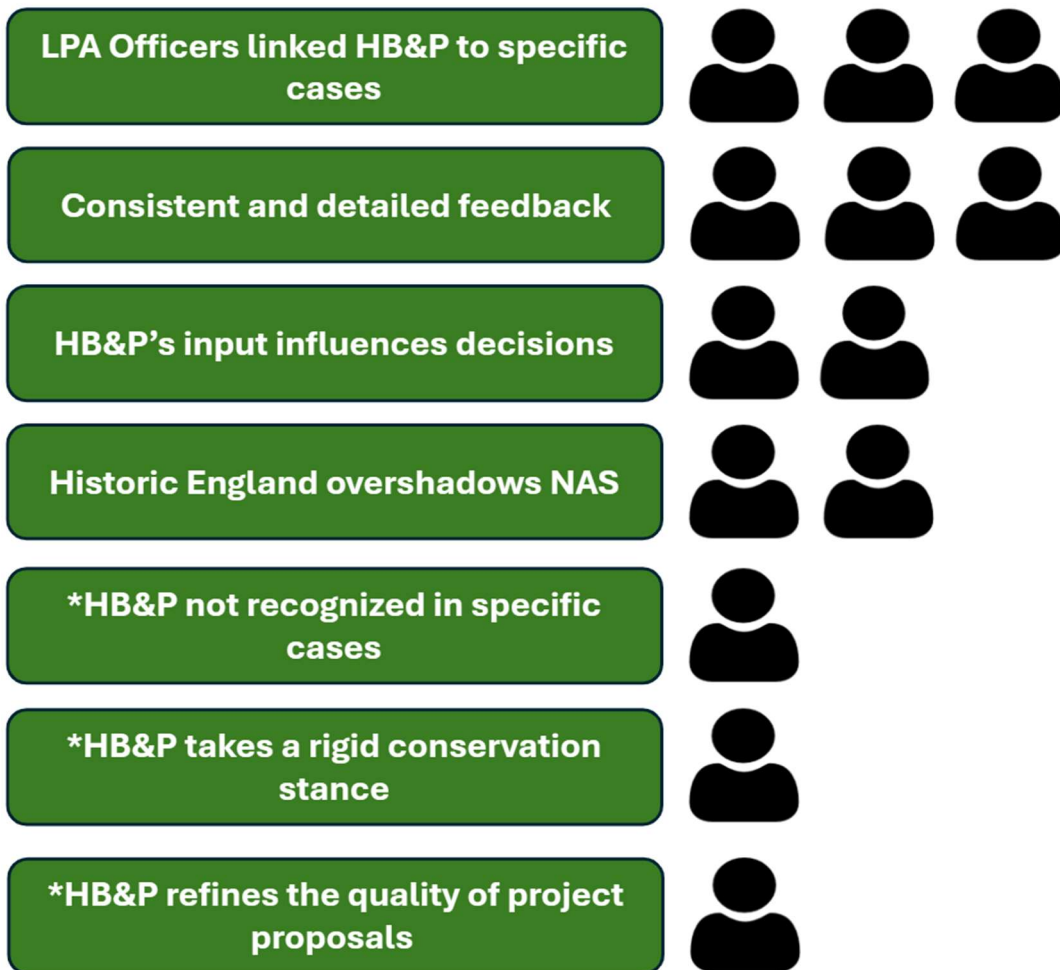 LPA Officers linked HB&P to specific
cases
Consistent and detailed feedback
HB&P’s input influences decisions
Historic England overshadows NAS
*HB&P not recognized in specific
cases
*HB&P takes a rigid conservation
stance
*HB&P refines the quality of project
proposals